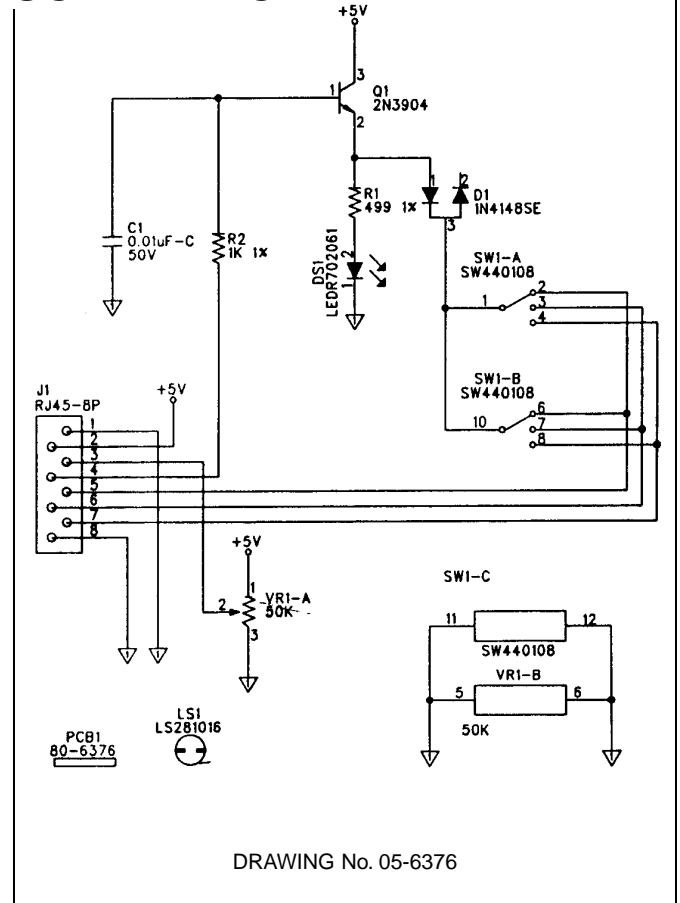 +5V
3
1
Q1
2N3904
2
1
2
D1
1N4148SE
3
R1
499 1%
C1
0.01uF-C
50V
R2
1K 1%
DS1
LEDR702061
2
1
SW1-A
SW440108
1
2
3
4
SW1-B
SW440108
10
6
7
8
J1
RJ45-8P
+5V
1
2
3
4
5
6
7
8
+5V
1
VR1-A
50K
2
3
SW1-C
11
12
SW440108
VR1-B
5
6
50K
LS1
LS281016
PCB1
80-6376
DRAWING No. 05-6376